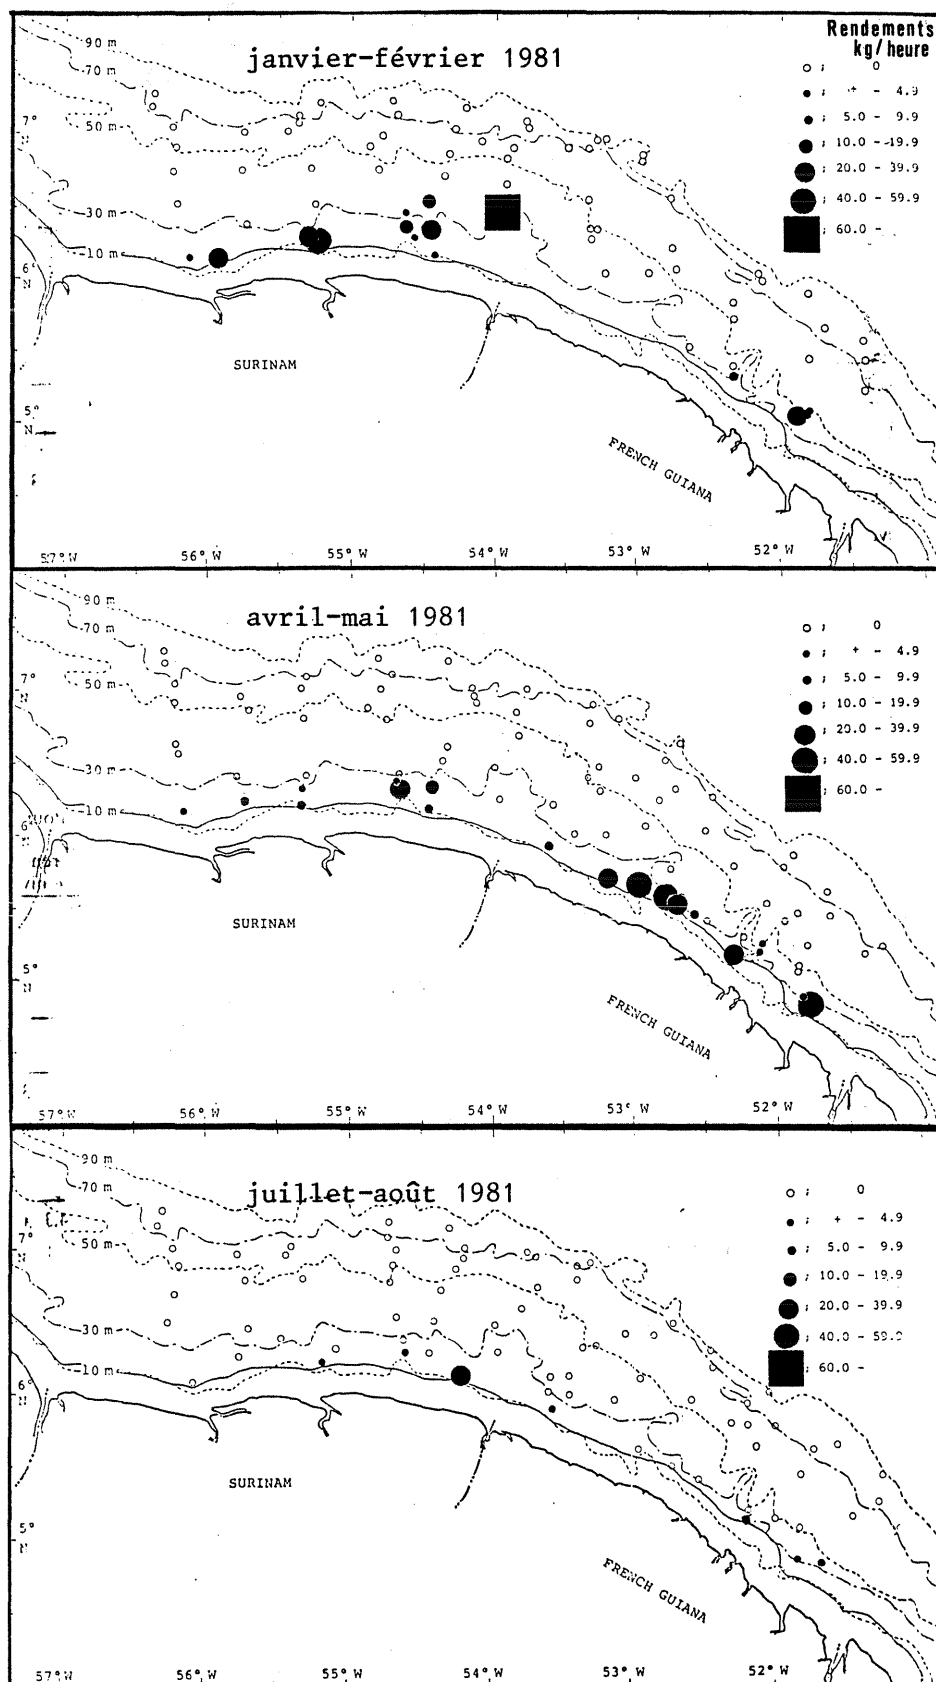 janvier-février 1981
Rendements
kg/heure
; 0
; + - 4.9
; 5.0 - 9.9
; 10.0 - 19.9
; 20.0 - 39.9
; 40.0 - 59.9
; 60.0 -
90 m
70 m
50 m
30 m
10 m
7°
N
6°
N
5°
N
SURINAM
FRENCH GUIANA
57°W
56°W
55°W
54°W
53°W
52°W
avril-mai 1981
; 0
; + - 4.9
; 5.0 - 9.9
; 10.0 - 19.9
; 20.0 - 39.9
; 40.0 - 59.9
; 60.0 -
90 m
70 m
50 m
30 m
10 m
7°
N
6°
5°
N
SURINAM
FRENCH GUIANA
57°W
56°W
55°W
54°W
53°W
52°W
juillet-août 1981
; 0
; + - 4.9
; 5.0 - 9.9
; 10.0 - 19.9
; 20.0 - 39.9
; 40.0 - 59.9
; 60.0 -
90 m
70 m
50 m
30 m
10 m
7°
N
6°
N
5°
N
SURINAM
FRENCH GUIANA
57°W
56°W
55°W
54°W
53°W
52°W